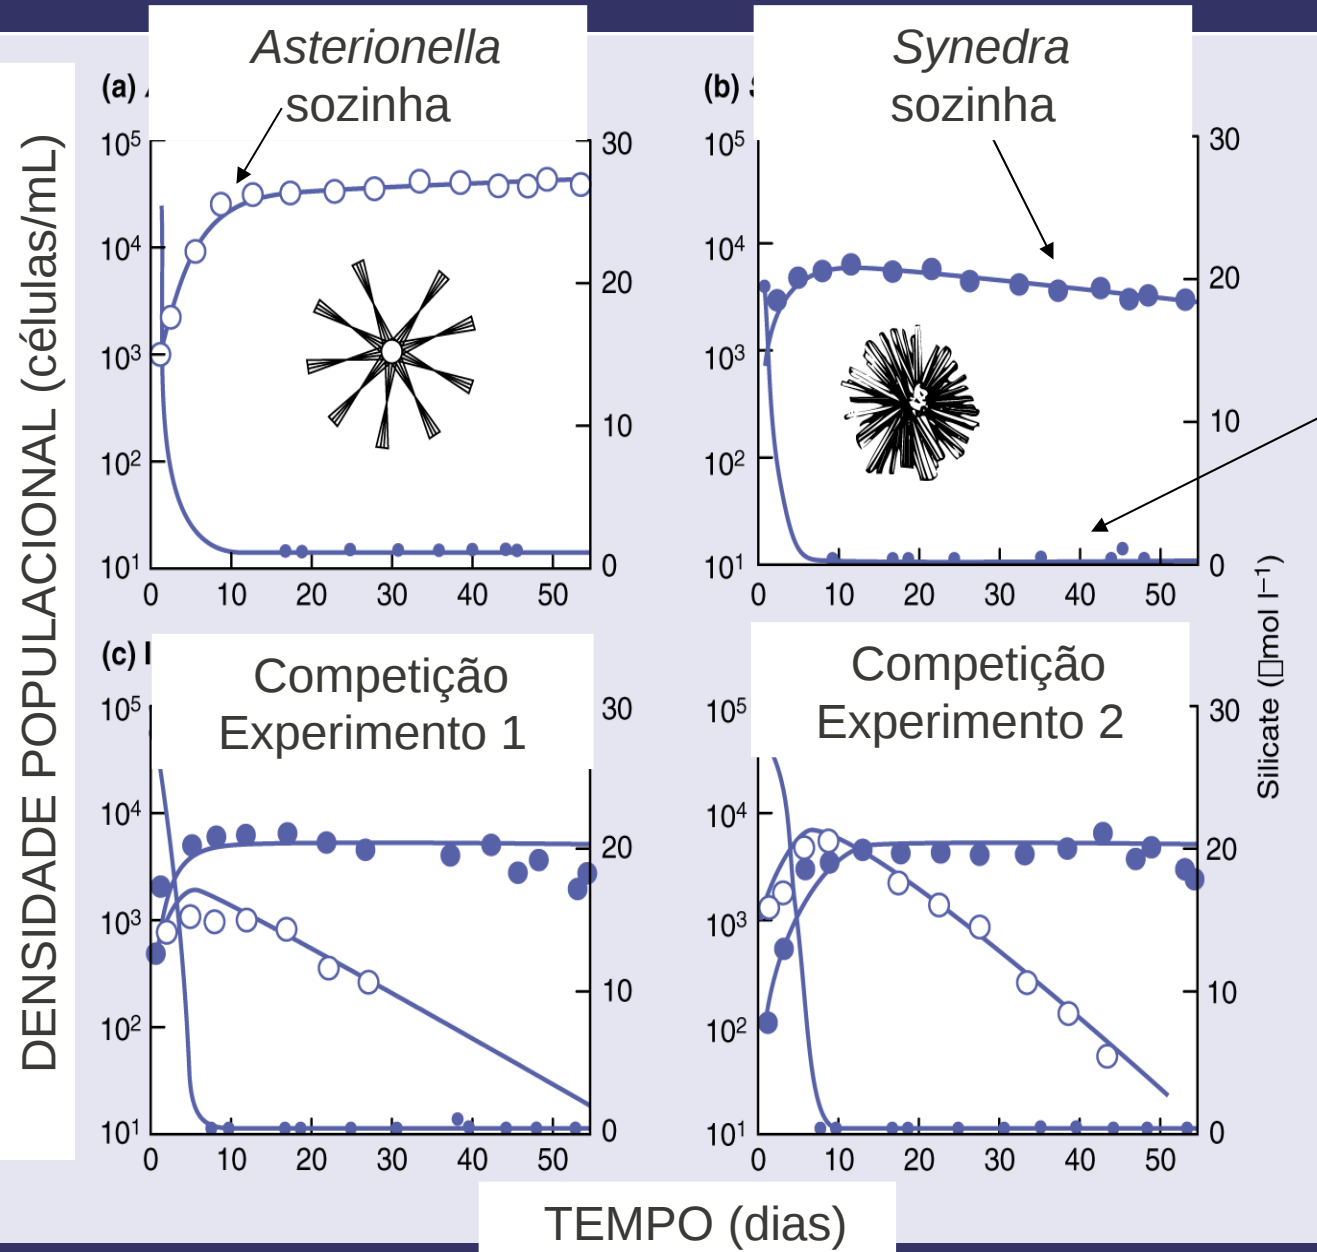 Asterionella
sozinha
Synedra
sozinha
(a)
(b)
DENSIDADE POPULACIONAL (células/mL)
10⁵
10⁴
10³
10²
10¹
30
20
10
0
0 10 20 30 40 50
10⁵
10⁴
10³
10²
10¹
30
20
10
0
0 10 20 30 40 50
(c)
Competição
Experimento 1
Competição
Experimento 2
10⁵
10⁴
10³
10²
10¹
30
20
10
0
0 10 20 30 40 50
10⁵
10⁴
10³
10²
10¹
30
20
10
0
0 10 20 30 40 50
Silicate (▯mol l–1)
TEMPO (dias)